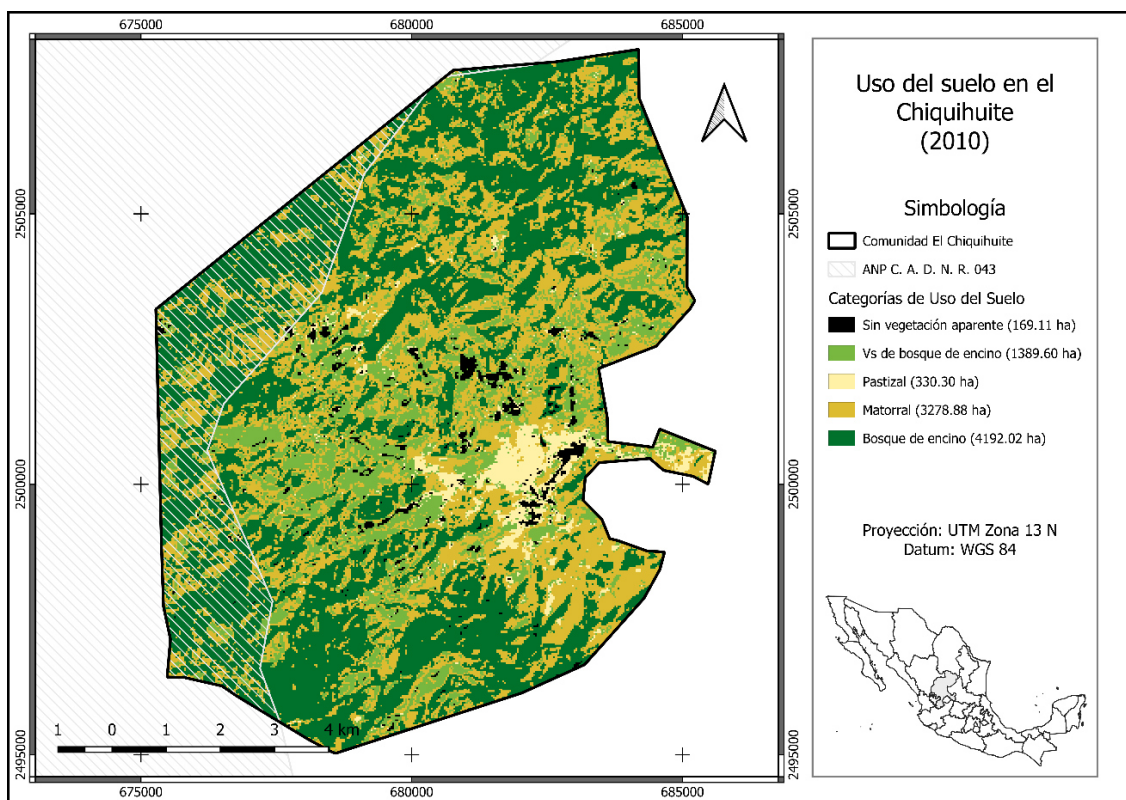 675000
680000
685000
2505000
2500000
2495000
2505000
2500000
2495000
1 0 1 2 3 4 km
675000
680000
685000
Uso del suelo en el
Chiquihuite
(2010)
Simbología
Comunidad El Chiquihuite
ANP C. A. D. N. R. 043
Categorías de Uso del Suelo
Sin vegetación aparente (169.11 ha)
Vs de bosque de encino (1389.60 ha)
Pastizal (330.30 ha)
Matorral (3278.88 ha)
Bosque de encino (4192.02 ha)
Proyección: UTM Zona 13 N
Datum: WGS 84